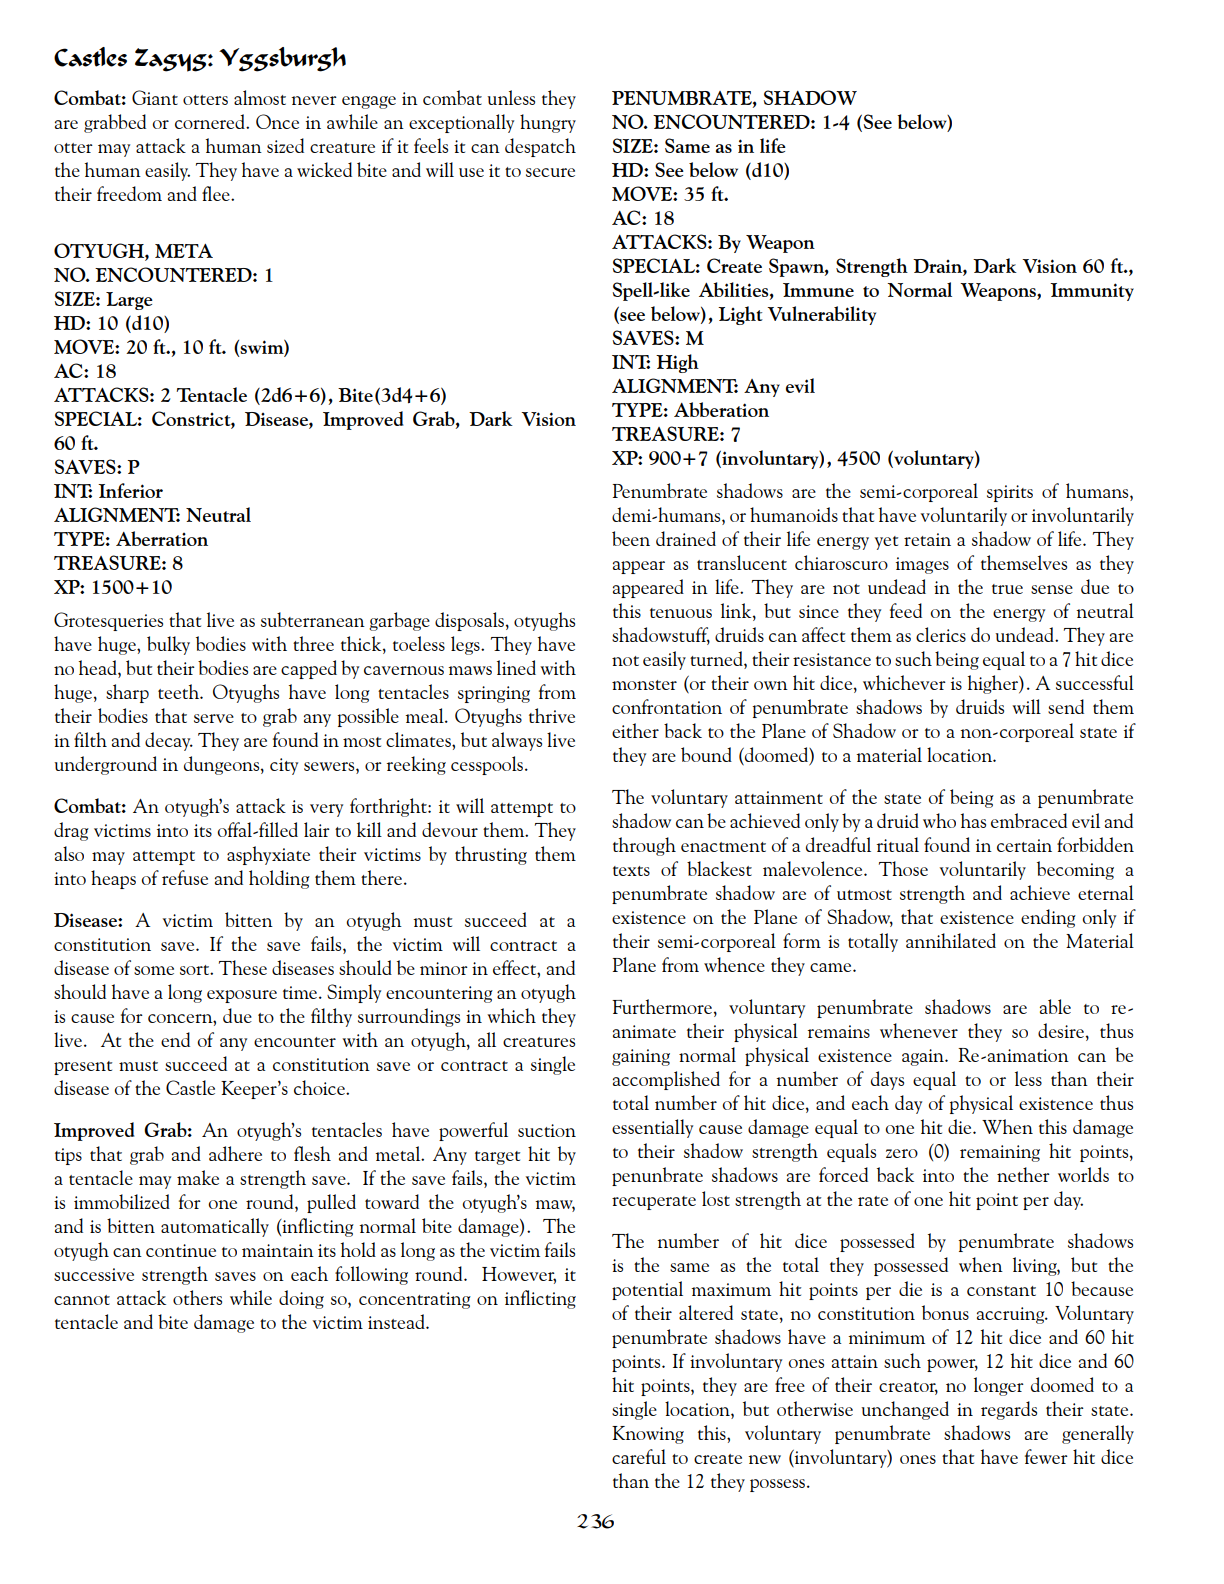 Castles Zagyg: Yggsburgh
Combat: Giant otters almost never engage in combat unless they
are grabbed or cornered. Once in awhile an exceptionally hungry
otter may attack a human sized creature if it feels it can despatch
the human easily. They have a wicked bite and will use it to secure
their freedom and flee.
OTYUGH, META
NO. ENCOUNTERED: 1
SIZE: Large
HD: 10 (d10)
MOVE: 20 ft., 10 ft. (swim)
AC: 18
ATTACKS: 2 Tentacle (2d6+6), Bite(3d4+6)
SPECIAL: Constrict, Disease, Improved Grab, Dark Vision
60 ft.
SAVES: P
INT: Inferior
ALIGNMENT: Neutral
TYPE: Aberration
TREASURE: 8
XP: 1500+10
Grotesqueries that live as subterranean garbage disposals, otyughs
have huge, bulky bodies with three thick, toeless legs. They have
no head, but their bodies are capped by cavernous maws lined with
huge, sharp teeth. Otyughs have long tentacles springing from
their bodies that serve to grab any possible meal. Otyughs thrive
in filth and decay. They are found in most climates, but always live
underground in dungeons, city sewers, or reeking cesspools.
Combat: An otyugh's attack is very forthright: it will attempt to
drag victims into its offal-filled lair to kill and devour them. They
also may attempt to asphyxiate their victims by thrusting them
into heaps of refuse and holding them there.
Disease: A victim bitten by an otyugh must succeed at a
constitution save. If the save fails, the victim will contract a
disease of some sort. These diseases should be minor in effect, and
should have a long exposure time. Simply encountering an otyugh
is cause for concern, due to the filthy surroundings in which they
live. At the end of any encounter with an otyugh, all creatures
present must succeed at a constitution save or contract a single
disease of the Castle Keeper's choice.
Improved Grab: An otyugh's tentacles have powerful suction
tips that grab and adhere to flesh and metal. Any target hit by
a tentacle may make a strength save. If the save fails, the victim
is immobilized for one round, pulled toward the otyugh's maw,
and is bitten automatically (inflicting normal bite damage). The
otyugh can continue to maintain its hold as long as the victim fails
successive strength saves on each following round. However, it
cannot attack others while doing so, concentrating on inflicting
tentacle and bite damage to the victim instead.
PENUMBRATE, SHADOW
NO. ENCOUNTERED: 1-4 (See below)
SIZE: Same as in life
HD: See below (d10)
MOVE: 35 ft.
AC: 18
ATTACKS: By Weapon
SPECIAL: Create Spawn, Strength Drain, Dark Vision 60 ft.,
Spell-like Abilities, Immune to Normal Weapons, Immunity
(see below), Light Vulnerability
SAVES: M
INT: High
ALIGNMENT: Any evil
TYPE: Abberation
TREASURE: 7
XP: 900+7 (involuntary), 4500 (voluntary)
Penumbrate shadows are the semi-corporeal spirits of humans,
demi-humans, or humanoids that have voluntarily or involuntarily
been drained of their life energy yet retain a shadow of life. They
appear as translucent chiaroscuro images of themselves as they
appeared in life. They are not undead in the true sense due to
this tenuous link, but since they feed on the energy of neutral
shadowstuff, druids can affect them as clerics do undead. They are
not easily turned, their resistance to such being equal to a 7 hit dice
monster (or their own hit dice, whichever is higher). A successful
confrontation of penumbrate shadows by druids will send them
either back to the Plane of Shadow or to a non-corporeal state if
they are bound (doomed) to a material location.
The voluntary attainment of the state of being as a penumbrate
shadow can be achieved only by a druid who has embraced evil and
through enactment of a dreadful ritual found in certain forbidden
texts of blackest malevolence. Those voluntarily becoming a
penumbrate shadow are of utmost strength and achieve eternal
existence on the Plane of Shadow, that existence ending only if
their semi-corporeal form is totally annihilated on the Material
Plane from whence they came.
Furthermore, voluntary penumbrate shadows are able to re-
animate their physical remains whenever they so desire, thus
gaining normal physical existence again. Re-animation can be
accomplished for a number of days equal to or less than their
total number of hit dice, and each day of physical existence thus
essentially cause damage equal to one hit die. When this damage
to their shadow strength equals zero (0) remaining hit points,
penunbrate shadows are forced back into the nether worlds to
recuperate lost strength at the rate of one hit point per day.
The number of hit dice possessed by penumbrate shadows
is the same as the total they possessed when living, but the
potential maximum hit points per die is a constant 10 because
of their altered state, no constitution bonus accruing. Voluntary
penumbrate shadows have a minimum of 12 hit dice and 60 hit
points. If involuntary ones attain such power, 12 hit dice and 60
hit points, they are free of their creator, no longer doomed to a
single location, but otherwise unchanged in regards their state.
Knowing this, voluntary penumbrate shadows are generally
careful to create new (involuntary) ones that have fewer hit dice
than the 12 they possess.
236